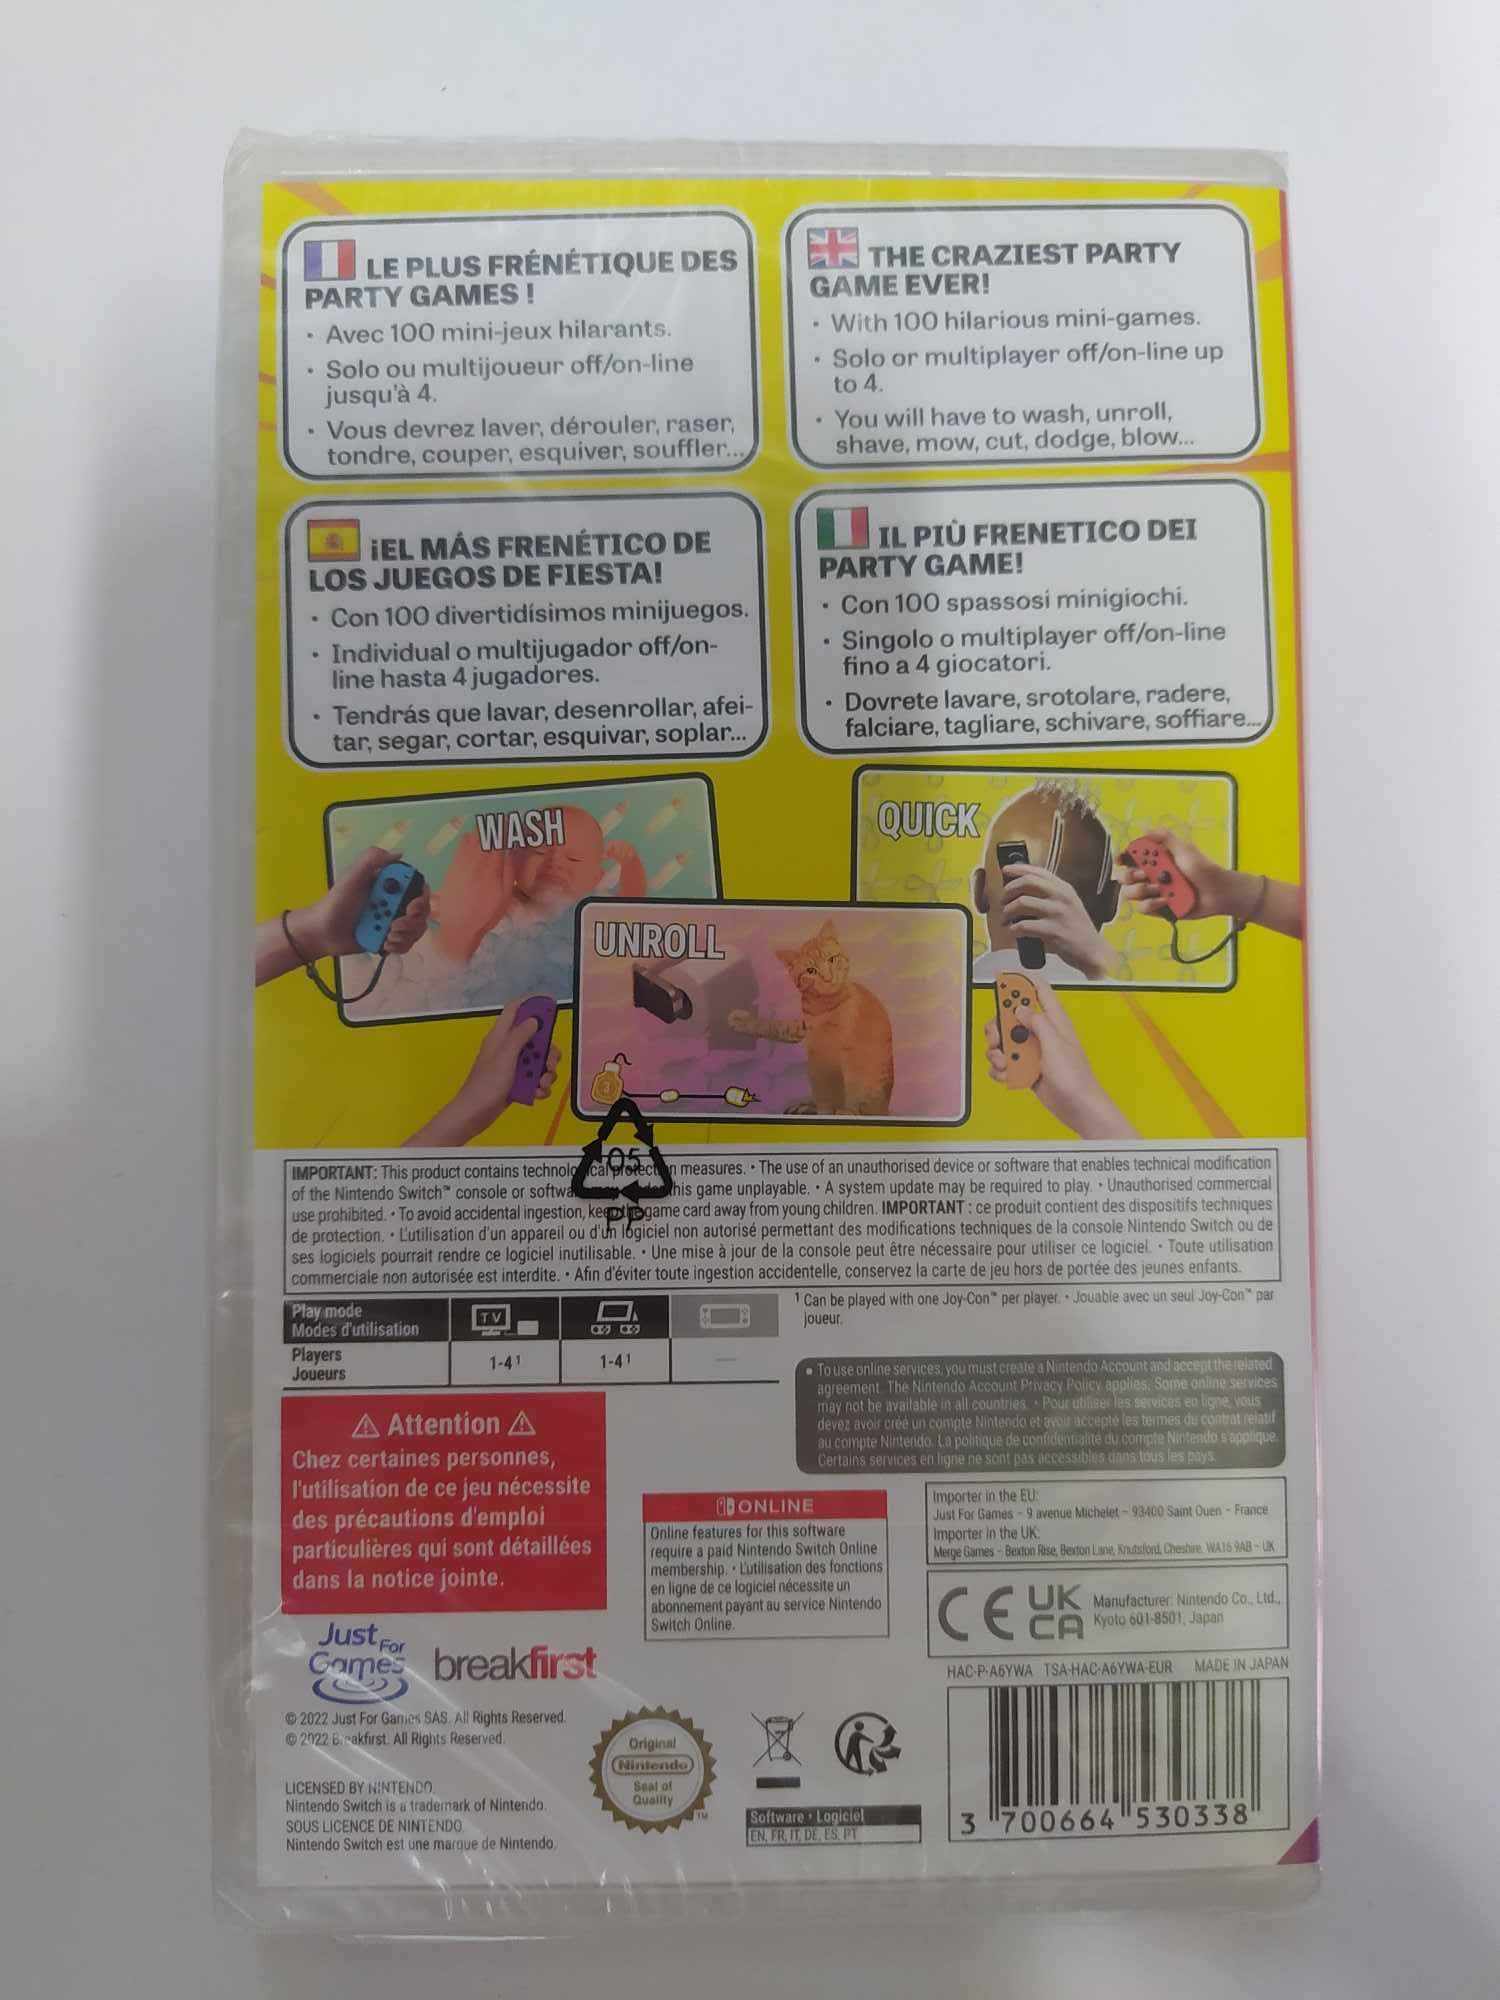 LE PLUS FRÉNÉTIQUE DES
PARTY GAMES !
• Avec 100 mini-jeux hilarants.
• Solo ou multijoueur off/on-line
jusqu'à 4.
• Vous devrez laver, dérouler, raser,
tondre, couper, esquiver, souffler...
THE CRAZIEST PARTY
GAME EVER!
• With 100 hilarious mini-games.
• Solo or multiplayer off/on-line up
to 4.
• You will have to wash, unroll,
shave, mow, cut, dodge, blow...
¡EL MÁS FRENÉTICO DE
LOS JUEGOS DE FIESTA!
• Con 100 divertidísimos minijuegos.
• Individual o multijugador off/on-
line hasta 4 jugadores.
• Tendrás que lavar, desenrollar, afei-
tar, segar, cortar, esquivar, soplar...
IL PIÙ FRENETICO DEI
PARTY GAME!
• Con 100 spassosi minigiochi.
• Singolo o multiplayer off/on-line
fino a 4 giocatori.
• Dovrete lavare, srotolare, radere,
falciare, tagliare, schivare, soffiare...
WASH
QUICK
UNROLL
3
05
PP
IMPORTANT: This product contains technological protection measures. • The use of an unauthorised device or software that enables technical modification
of the Nintendo Switch™ console or software this game unplayable. • A system update may be required to play. • Unauthorised commercial
use prohibited. • To avoid accidental ingestion, keep the game card away from young children. IMPORTANT : ce produit contient des dispositifs techniques
de protection. • L'utilisation d'un appareil ou d'un logiciel non autorisé permettant des modifications techniques de la console Nintendo Switch ou de
ses logiciels pourrait rendre ce logiciel inutilisable. • Une mise à jour de la console peut être nécessaire pour utiliser ce logiciel. • Toute utilisation
commerciale non autorisée est interdite. • Afin d'éviter toute ingestion accidentelle, conservez la carte de jeu hors de portée des jeunes enfants.
Play mode
Modes d'utilisation
TV
Players
Joueurs
1-4¹
1-4¹
—
¹ Can be played with one Joy-Con™ per player. • Jouable avec un seul Joy-Con™ par
joueur.
• To use online services, you must create a Nintendo Account and accept the related
agreement. The Nintendo Account Privacy Policy applies. Some online services
may not be available in all countries. • Pour utiliser les services en ligne, vous
devez avoir créé un compte Nintendo et avoir accepté les termes du contrat relatif
au compte Nintendo. La politique de confidentialité du compte Nintendo s'applique.
Certains services en ligne ne sont pas accessibles dans tous les pays.
⚠ Attention ⚠
Chez certaines personnes,
l'utilisation de ce jeu nécessite
des précautions d'emploi
particulières qui sont détaillées
dans la notice jointe.
ONLINE
Online features for this software
require a paid Nintendo Switch Online
membership. • L'utilisation des fonctions
en ligne de ce logiciel nécessite un
abonnement payant au service Nintendo
Switch Online.
Importer in the EU:
Just For Games - 9 avenue Michelet - 93400 Saint Ouen - France
Importer in the UK:
Merge Games - Bexton Rise, Bexton Lane, Knutsford, Cheshire. WA16 9AB - UK
CE UK
CA
Manufacturer: Nintendo Co., Ltd.,
Kyoto 601-8501, Japan
Just For
Games
breakfirst
HAC-P-A6YWA TSA-HAC-A6YWA-EUR MADE IN JAPAN
© 2022 Just For Games SAS. All Rights Reserved.
© 2022 Breakfirst. All Rights Reserved.
LICENSED BY NINTENDO.
Nintendo Switch is a trademark of Nintendo.
SOUS LICENCE DE NINTENDO.
Nintendo Switch est une marque de Nintendo.
Original
Nintendo
Seal of
Quality
TM
Software • Logiciel
EN, FR, IT, DE, ES, PT
3 700664 530338